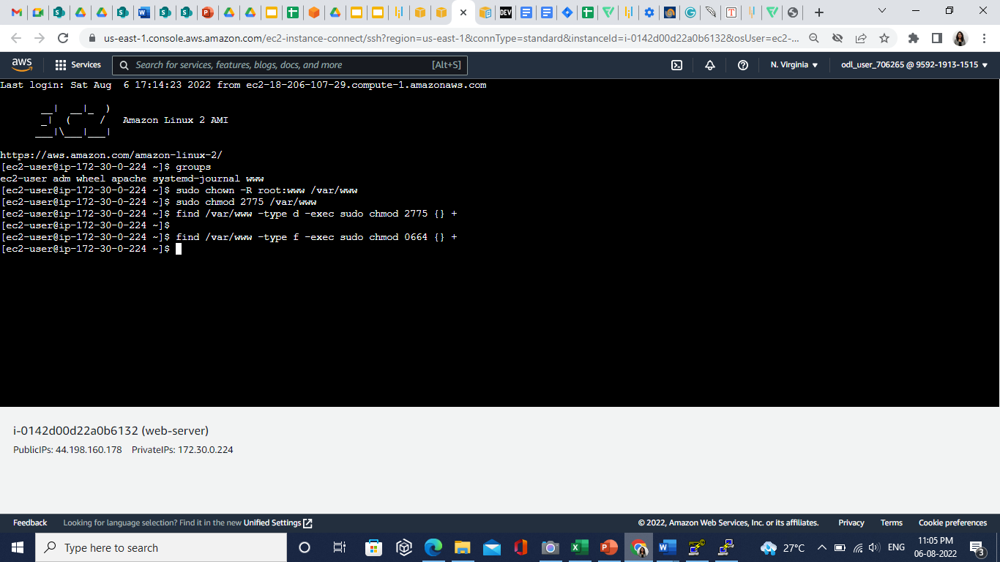 DEV
us-east-1.console.aws.amazon.com/ec2-instance-connect/ssh?region=us-east-1&connType=standard&instanceId=i-0142d00d22a0b6132&osUser=ec2-...
aws Services Search for services, features, blogs, docs, and more [Alt+S] N. Virginia odl_user_706265 @ 9592-1913-1515
Last login: Sat Aug  6 17:14:23 2022 from ec2-18-206-107-29.compute-1.amazonaws.com
       __|  __|_  )
       _|  (     /   Amazon Linux 2 AMI
      ___|\___|___|
https://aws.amazon.com/amazon-linux-2/
[ec2-user@ip-172-30-0-224 ~]$ groups
ec2-user adm wheel apache systemd-journal www
[ec2-user@ip-172-30-0-224 ~]$ sudo chown -R root:www /var/www
[ec2-user@ip-172-30-0-224 ~]$ sudo chmod 2775 /var/www
[ec2-user@ip-172-30-0-224 ~]$ find /var/www -type d -exec sudo chmod 2775 {} +
[ec2-user@ip-172-30-0-224 ~]$
[ec2-user@ip-172-30-0-224 ~]$ find /var/www -type f -exec sudo chmod 0664 {} +
[ec2-user@ip-172-30-0-224 ~]$
i-0142d00d22a0b6132 (web-server)
PublicIPs: 44.198.160.178 PrivateIPs: 172.30.0.224
Feedback Looking for language selection? Find it in the new Unified Settings © 2022, Amazon Web Services, Inc. or its affiliates. Privacy Terms Cookie preferences
Type here to search 27°C ENG 11:05 PM
06-08-2022 3